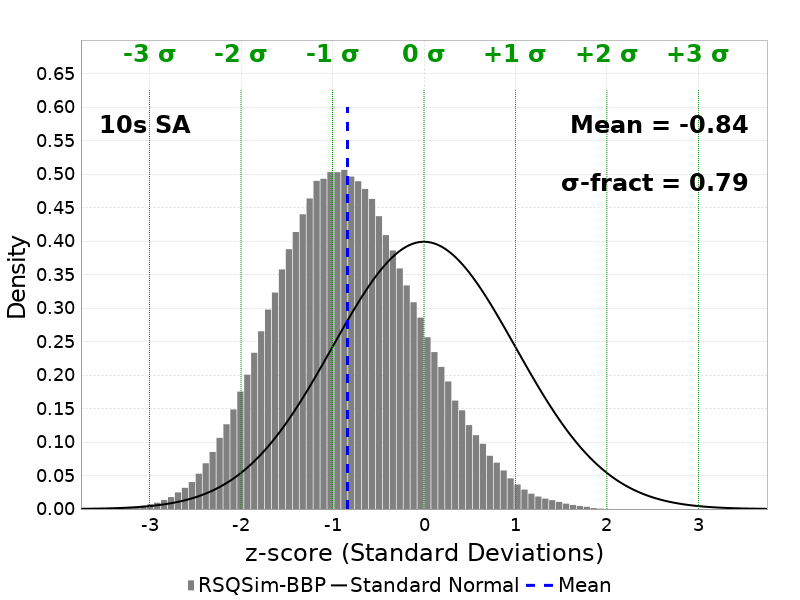 -3 σ -2 σ -1 σ 0 σ +1 σ +2 σ +3 σ
0.65
0.60
10s SA
Mean = -0.84
0.55
0.50
σ-fract = 0.79
0.45
0.40
0.35
0.30
0.25
0.20
0.15
0.10
0.05
0.00
Density
-3 -2 -1 0 1 2 3
z-score (Standard Deviations)
RSQSim-BBP Standard Normal Mean